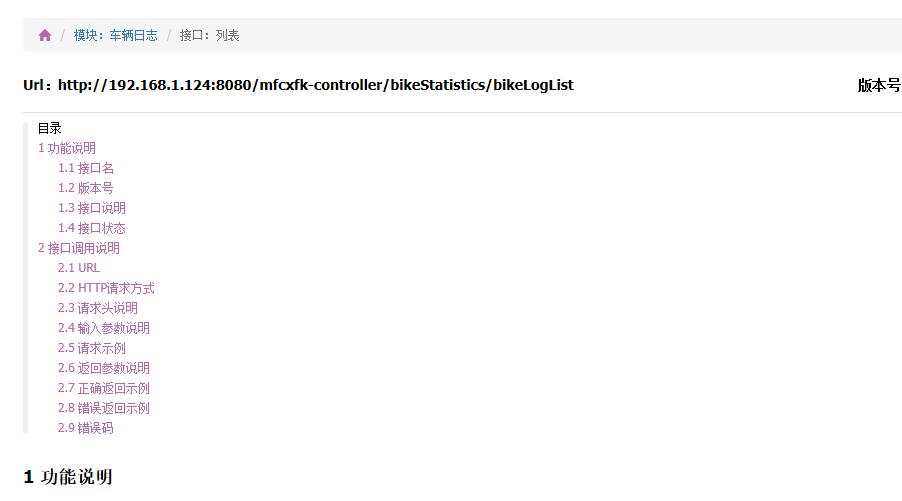 / 模块：车辆日志 / 接口：列表
Url：http://192.168.1.124:8080/mfcxfk-controller/bikeStatistics/bikeLogList 版本号
目录
1 功能说明
1.1 接口名
1.2 版本号
1.3 接口说明
1.4 接口状态
2 接口调用说明
2.1 URL
2.2 HTTP请求方式
2.3 请求头说明
2.4 输入参数说明
2.5 请求示例
2.6 返回参数说明
2.7 正确返回示例
2.8 错误返回示例
2.9 错误码
1 功能说明